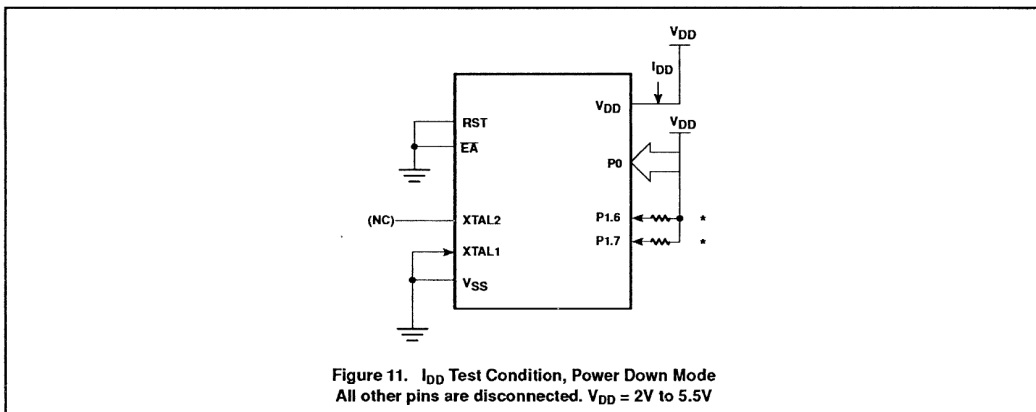 VDD
IDD
VDD
VDD
RST
EA
P0
(NC)
XTAL2
P1.6
*
XTAL1
P1.7
*
VSS
Figure 11. IDD Test Condition, Power Down Mode
All other pins are disconnected. VDD = 2V to 5.5V